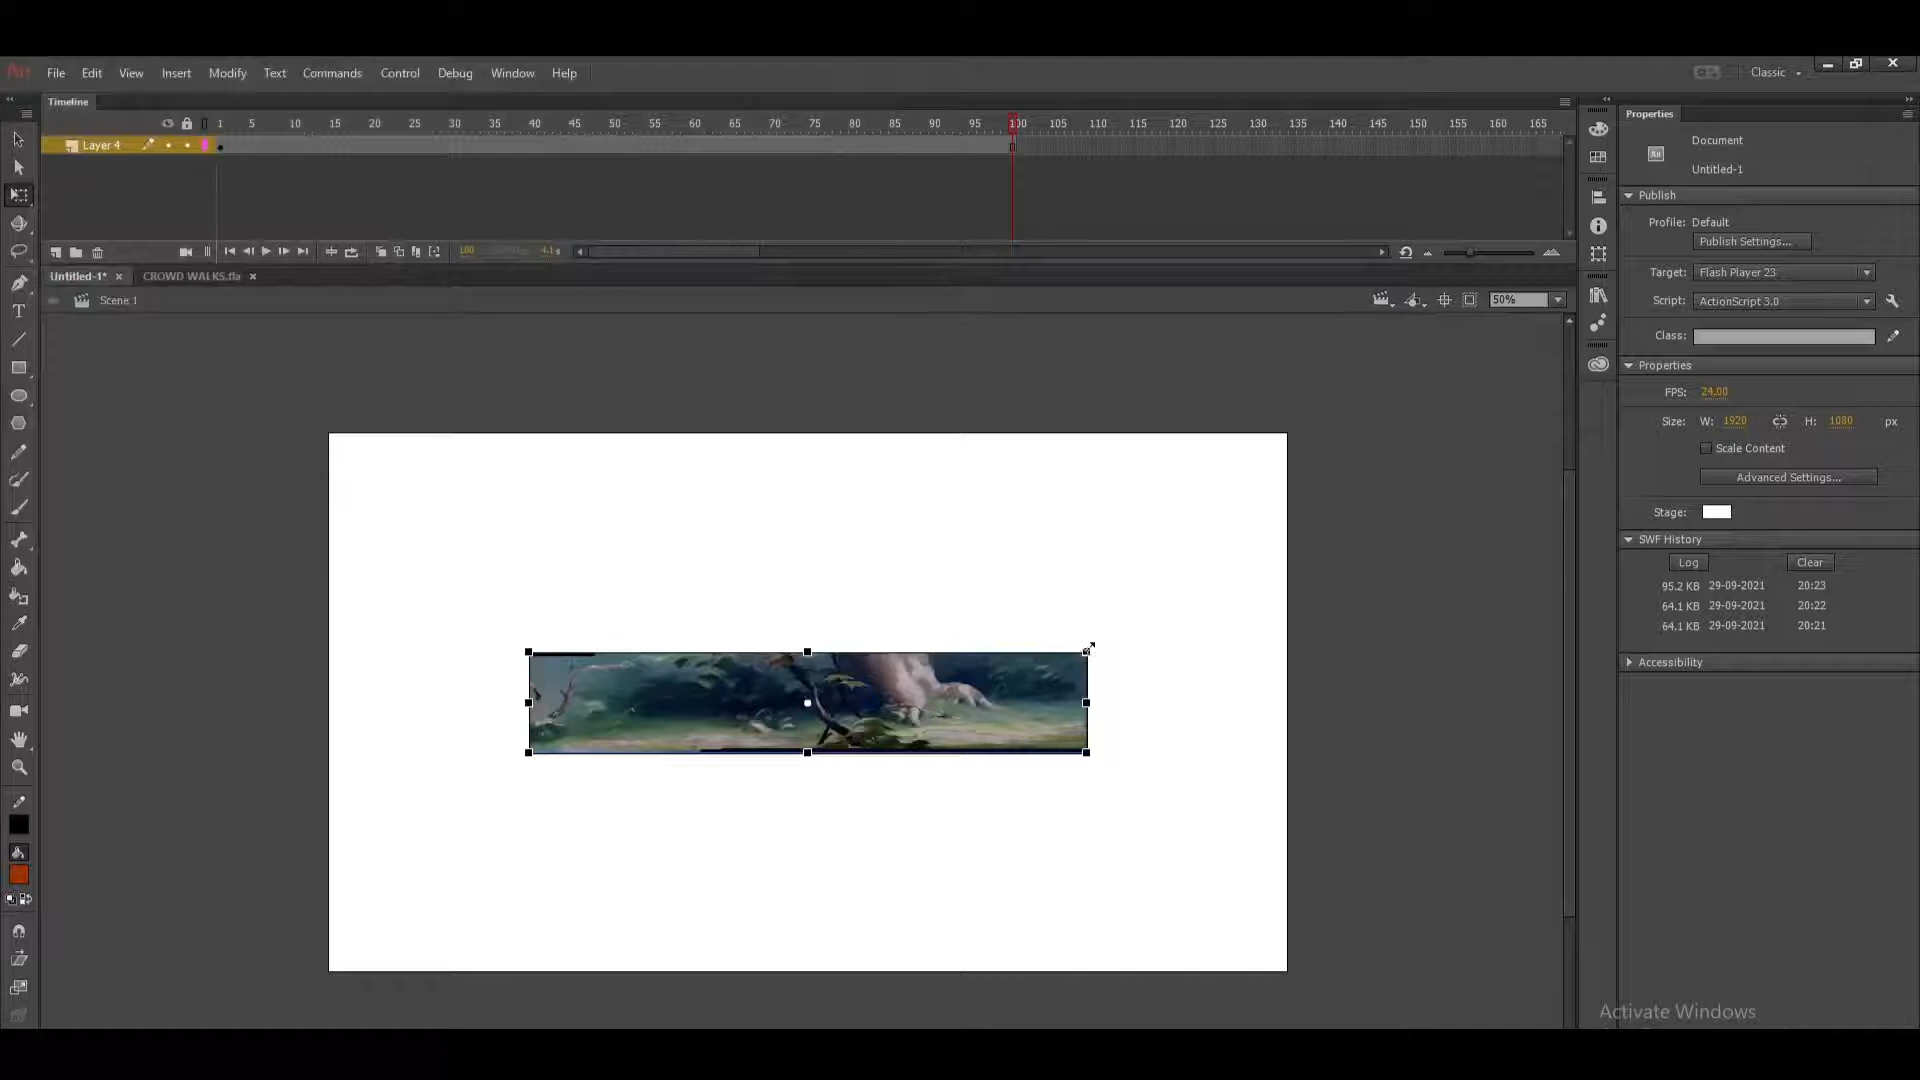 An File Edit View Insert Modify Text Commands Control Debug Window Help Classic
Timeline
1 5 10 15 20 25 30 35 40 45 50 55 60 65 70 75 80 85 90 95 100 105 110 115 120 125 130 135 140 145 150 155 160 165
Layer 4
100 4.1 s
Untitled-1* × CROWD WALKS.fla ×
Scene 1 50%
Properties
Document
An
Untitled-1
Publish
Profile: Default
Publish Settings...
Target: Flash Player 23
Script: ActionScript 3.0
Class:
Properties
FPS: 24.00
Size: W: 1920 H: 1080 px
Scale Content
Advanced Settings...
Stage:
SWF History
Log Clear
95.2 KB 29-09-2021 20:23
64.1 KB 29-09-2021 20:22
64.1 KB 29-09-2021 20:21
Accessibility
Activate Windows